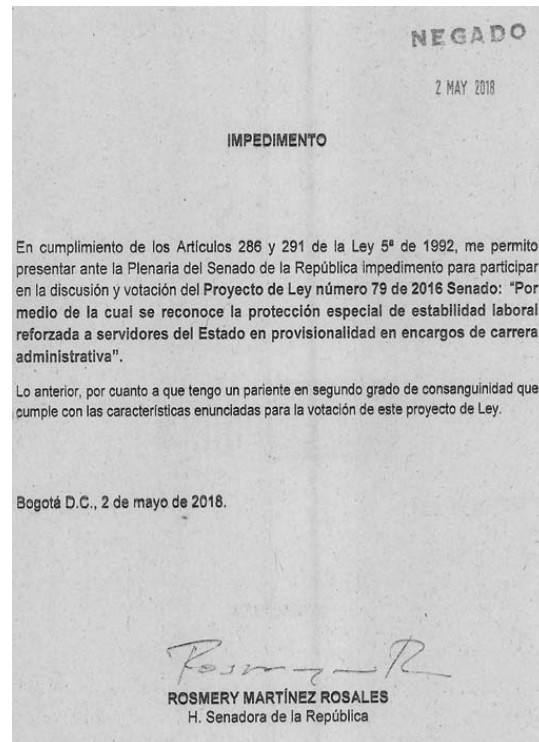 NEGADO
2 MAY 2018
IMPEDIMENTO
En cumplimiento de los Artículos 286 y 291 de la Ley 5ª de 1992, me permito
presentar ante la Plenaria del Senado de la República impedimento para participar
en la discusión y votación del Proyecto de Ley número 79 de 2016 Senado: “Por
medio de la cual se reconoce la protección especial de estabilidad laboral
reforzada a servidores del Estado en provisionalidad en encargos de carrera
administrativa”.
Lo anterior, por cuanto a que tengo un pariente en segundo grado de consanguinidad que
cumple con las características enunciadas para la votación de este proyecto de Ley.
Bogotá D.C., 2 de mayo de 2018.
ROSMERY MARTÍNEZ ROSALES
H. Senadora de la República